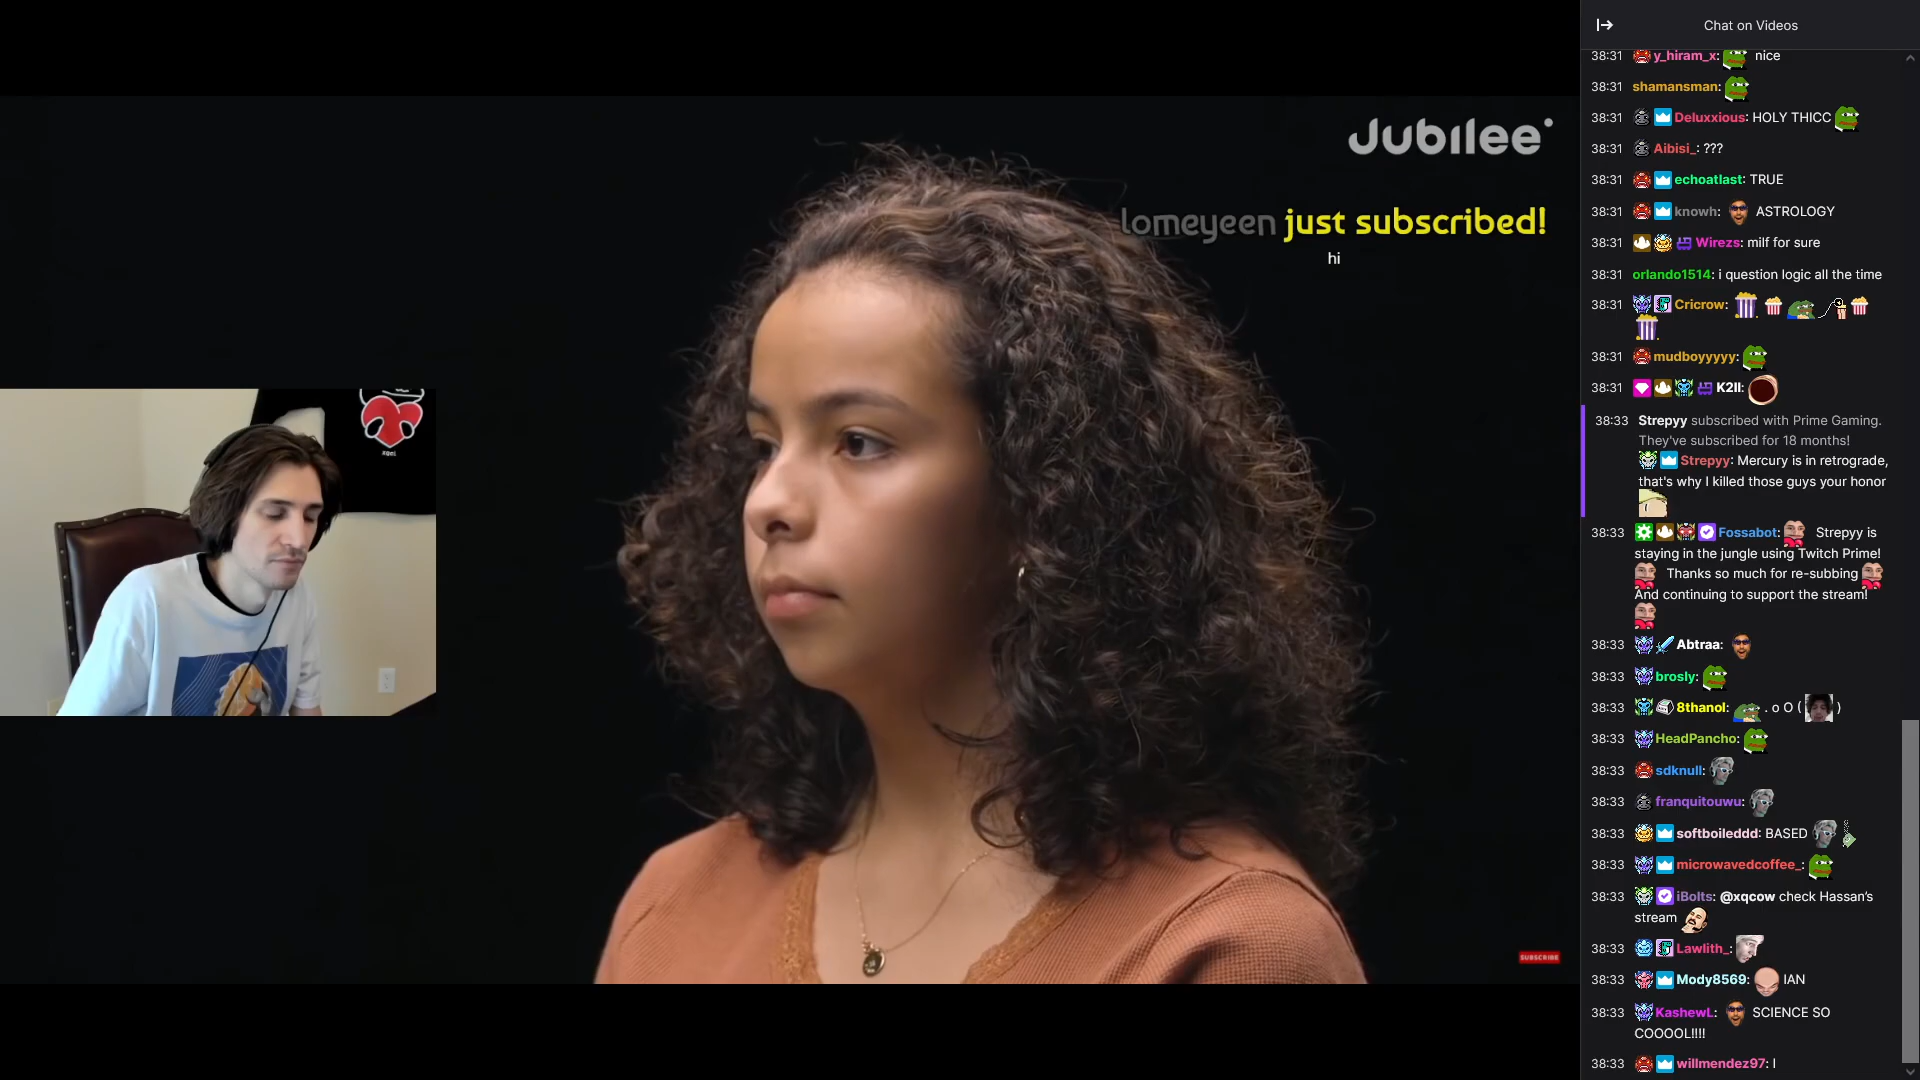 Jubilee
lomeyeen just subscribed!
hi
SUBSCRIBE
xqcL
Chat on Videos
38:31 y_hiram_x: nice
38:31 shamansman:
38:31 Deluxxious: HOLY THICC
38:31 Aibisi_: ???
38:31 echoatlast: TRUE
38:31 knowh: ASTROLOGY
38:31 Wirezs: milf for sure
38:31 orlando1514: i question logic all the time
38:31 Cricrow:
38:31 mudboyyyyy:
38:31 K2ll:
38:33 Strepyy subscribed with Prime Gaming.
They've subscribed for 18 months!
Strepyy: Mercury is in retrograde,
that's why I killed those guys your honor
38:33 Fossabot: Strepyy is
staying in the jungle using Twitch Prime!
Thanks so much for re-subbing
And continuing to support the stream!
38:33 Abtraa:
38:33 brosly:
38:33 8thanol: . o O ( )
38:33 HeadPancho:
38:33 sdknull:
38:33 franquitouwu:
38:33 softboileddd: BASED
38:33 microwavedcoffee_:
38:33 iBolts: @xqcow check Hassan's
stream
38:33 Lawlith_:
38:33 Mody8569: IAN
38:33 KashewL: SCIENCE SO
COOOOL!!!!
38:33 willmendez97: I